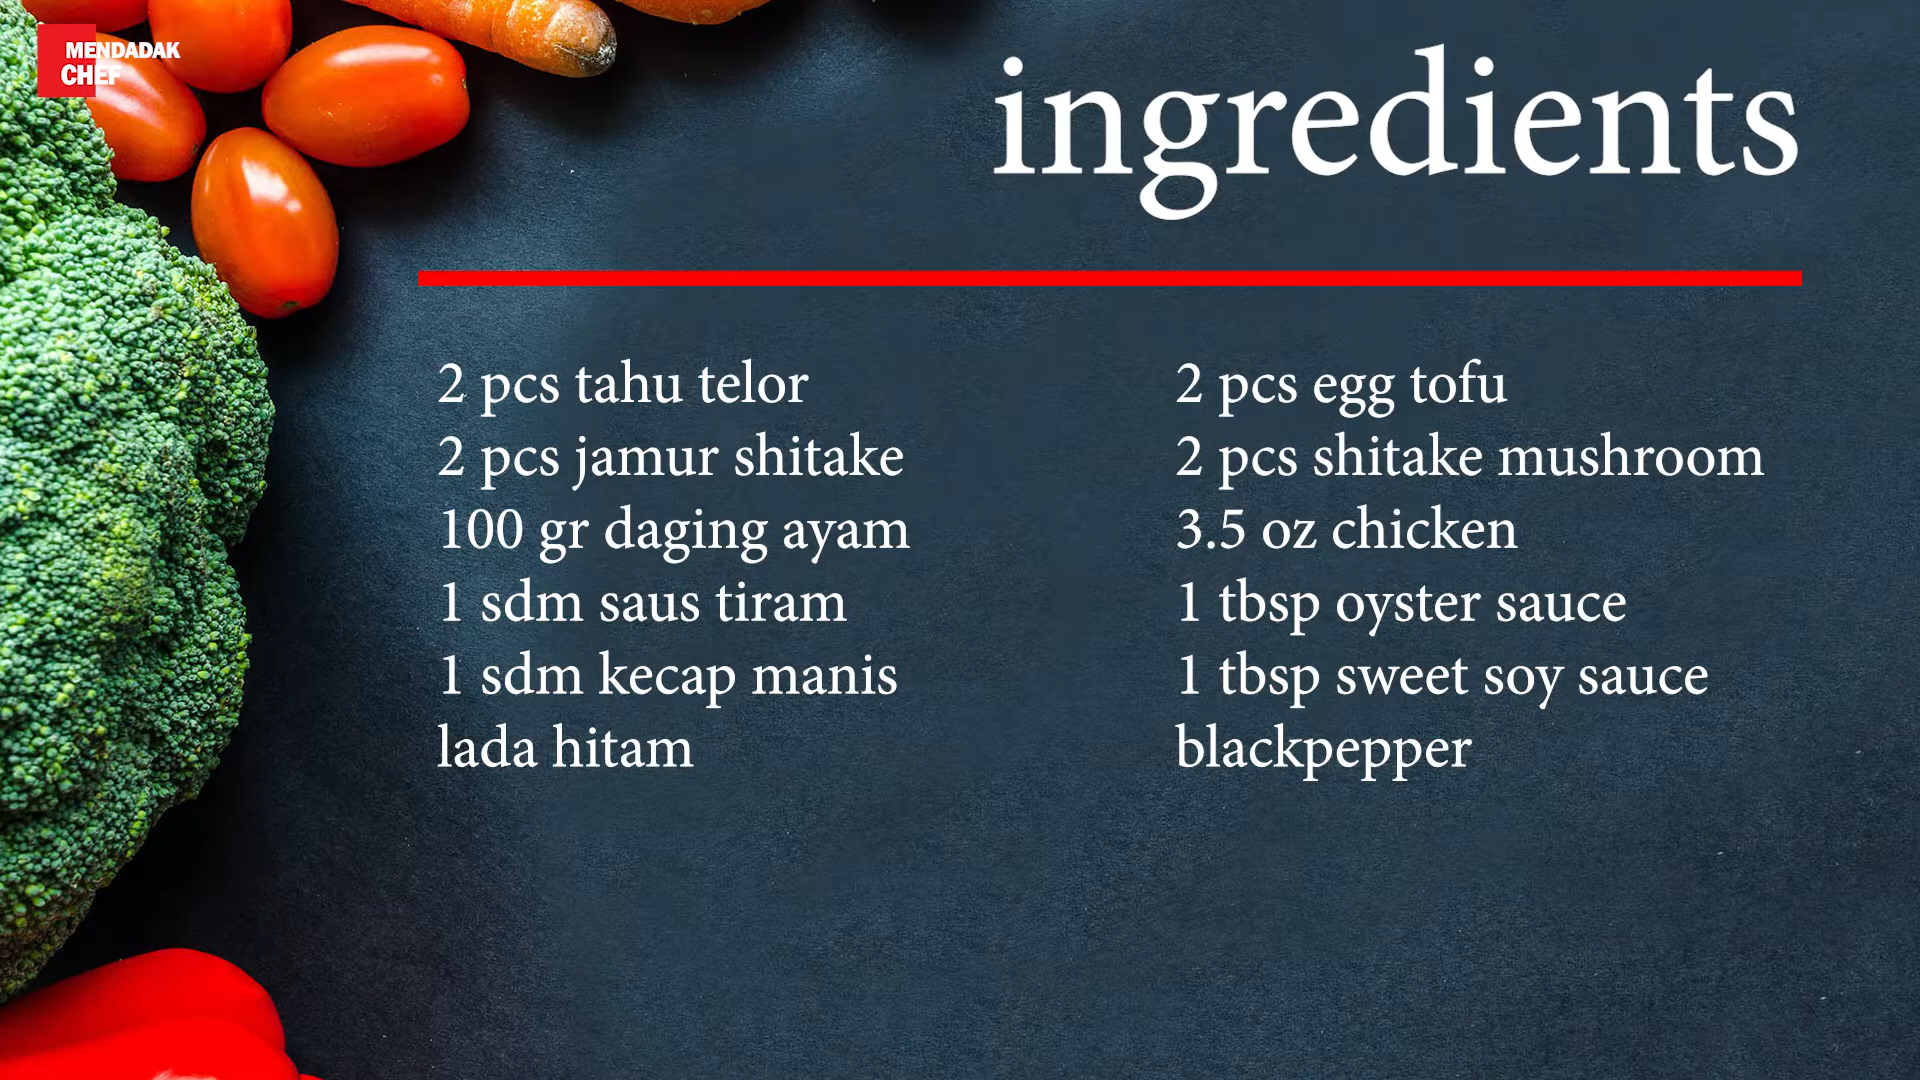 MENDADAK
CHEF
ingredients
2 pcs tahu telor
2 pcs jamur shitake
100 gr daging ayam
1 sdm saus tiram
1 sdm kecap manis
lada hitam
2 pcs egg tofu
2 pcs shitake mushroom
3.5 oz chicken
1 tbsp oyster sauce
1 tbsp sweet soy sauce
blackpepper